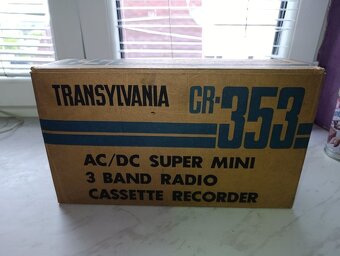 TRANSYLVANIA CR-353
AC/DC SUPER MINI
3 BAND RADIO
CASSETTE RECORDER